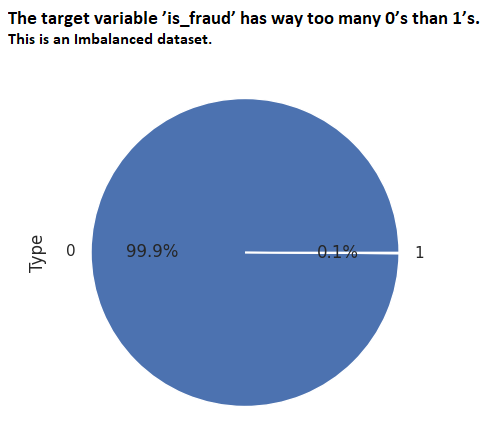 The target variable ’is_fraud’ has way too many 0’s than 1’s.
This is an Imbalanced dataset.
Type
0
99.9%
0.1%
1